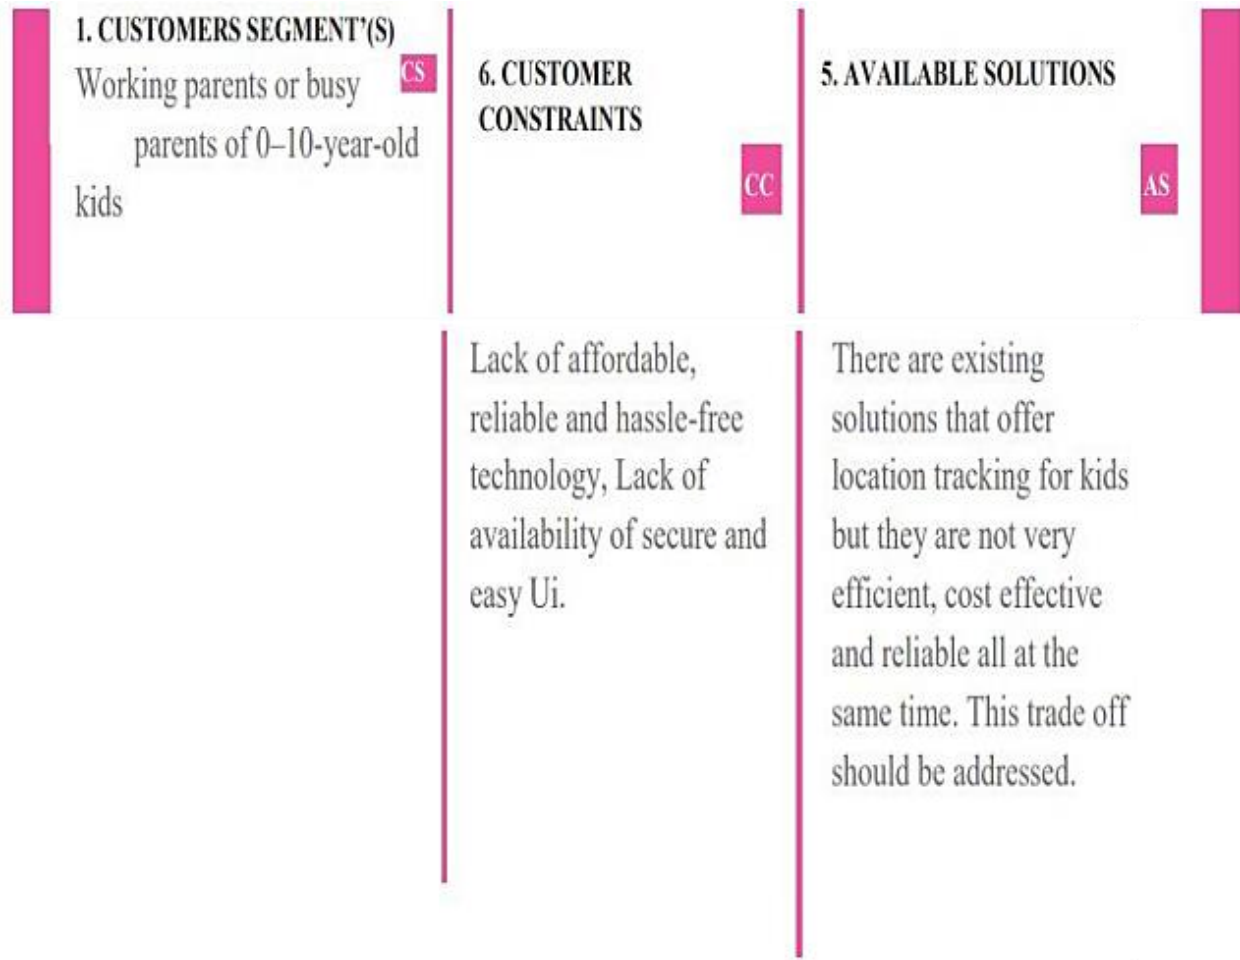 1. CUSTOMERS SEGMENT’(S)
CS
Working parents or busy
parents of 0–10-year-old
kids
6. CUSTOMER
CONSTRAINTS
CC
Lack of affordable,
reliable and hassle-free
technology, Lack of
availability of secure and
easy Ui.
5. AVAILABLE SOLUTIONS
AS
There are existing
solutions that offer
location tracking for kids
but they are not very
efficient, cost effective
and reliable all at the
same time. This trade off
should be addressed.